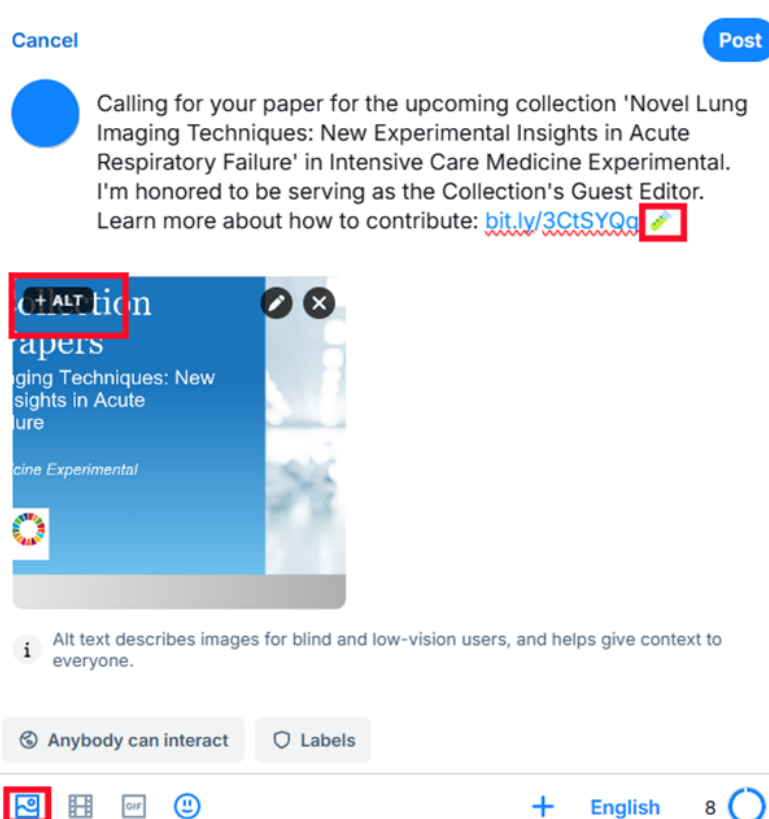 Cancel
Post
Calling for your paper for the upcoming collection 'Novel Lung
Imaging Techniques: New Experimental Insights in Acute
Respiratory Failure' in Intensive Care Medicine Experimental.
I'm honored to be serving as the Collection's Guest Editor.
Learn more about how to contribute: bit.ly/3CtSYQq
+ ALT
ollection
apers
ging Techniques: New
sights in Acute
lure
cine Experimental
Alt text describes images for blind and low-vision users, and helps give context to
everyone.
Anybody can interact
Labels
GIF
English
8